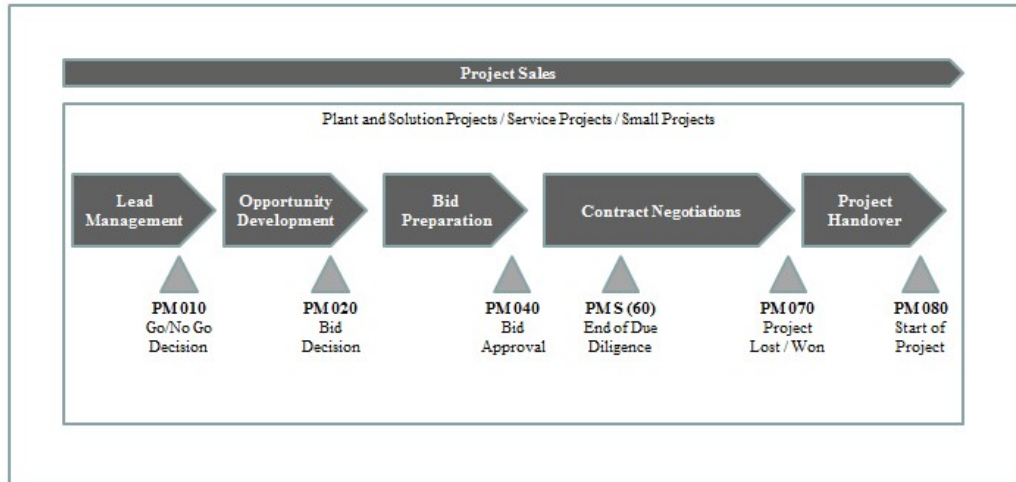 Project Sales
Plant and Solution Projects / Service Projects / Small Projects
Lead
Management
Opportunity
Development
Bid
Preparation
Contract Negotiations
Project
Handover
PM 010
Go/No Go
Decision
PM 020
Bid
Decision
PM 040
Bid
Approval
PM S (60)
End of Due
Diligence
PM 070
Project
Lost / Won
PM 080
Start of
Project